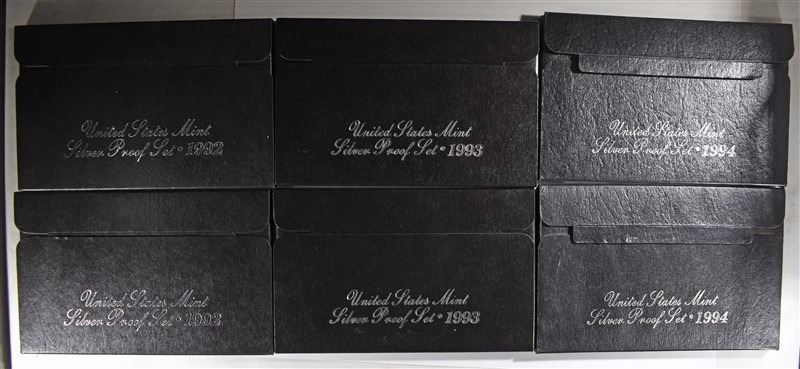 United States Mint
Silver Proof Set • 1992
United States Mint
Silver Proof Set • 1993
United States Mint
Silver Proof Set • 1994
United States Mint
Silver Proof Set • 1992
United States Mint
Silver Proof Set • 1993
United States Mint
Silver Proof Set • 1994